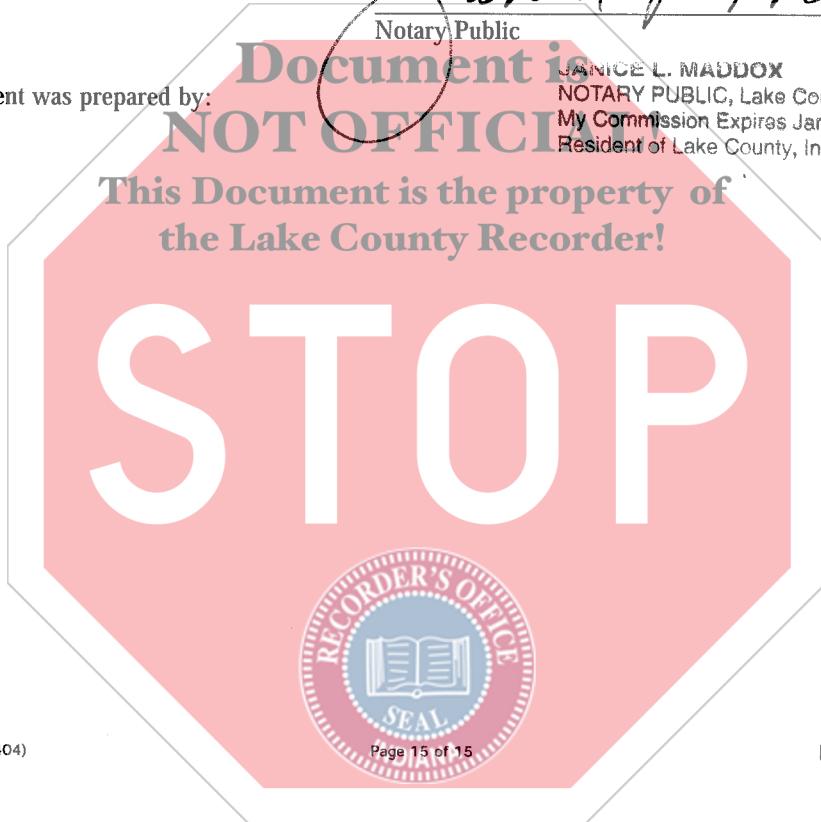 Notary Public
Document is
JANICE L. MADDOX
ent was prepared by:
NOTARY PUBLIC, Lake Co
NOT OFFICIAL!
My Commission Expires Jar
Resident of Lake County, In
This Document is the property of
the Lake County Recorder!
STOP
RECORDER'S OFFICE
SEAL
INDIANA
04)
Page 15 of 15